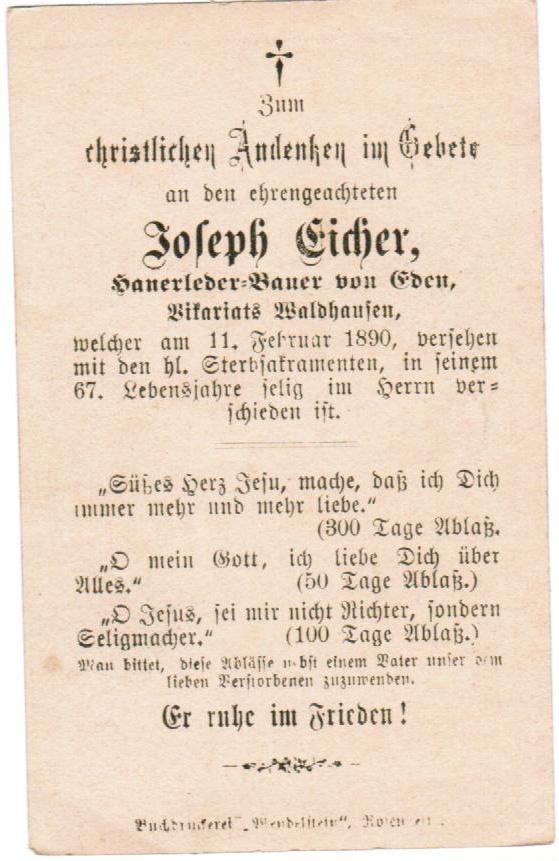 Zum
christlichen Andenken im Gebete
an den ehrengeachteten
Joseph Eicher,
Hanerleder-Bauer von Eden,
Vikariats Waldhausen,
welcher am 11. Februar 1890, versehen
mit den hl. Sterbsakramenten, in seinem
67. Lebensjahre selig im Herrn ver=
schieden ist.
„Süßes Herz Jesu, mache, daß ich Dich
immer mehr und mehr liebe.“
(300 Tage Ablaß.
„O mein Gott, ich liebe Dich über
Alles.“ (50 Tage Ablaß.)
„O Jesus, sei mir nicht Richter, sondern
Seligmacher.“ (100 Tage Ablaß.)
Man bittet, diese Ablässe nebst einem Vater unser dem
lieben Verstorbenen zuzuwenden.
Er ruhe im Frieden!
Buchdruckerei „Wendelstein“,